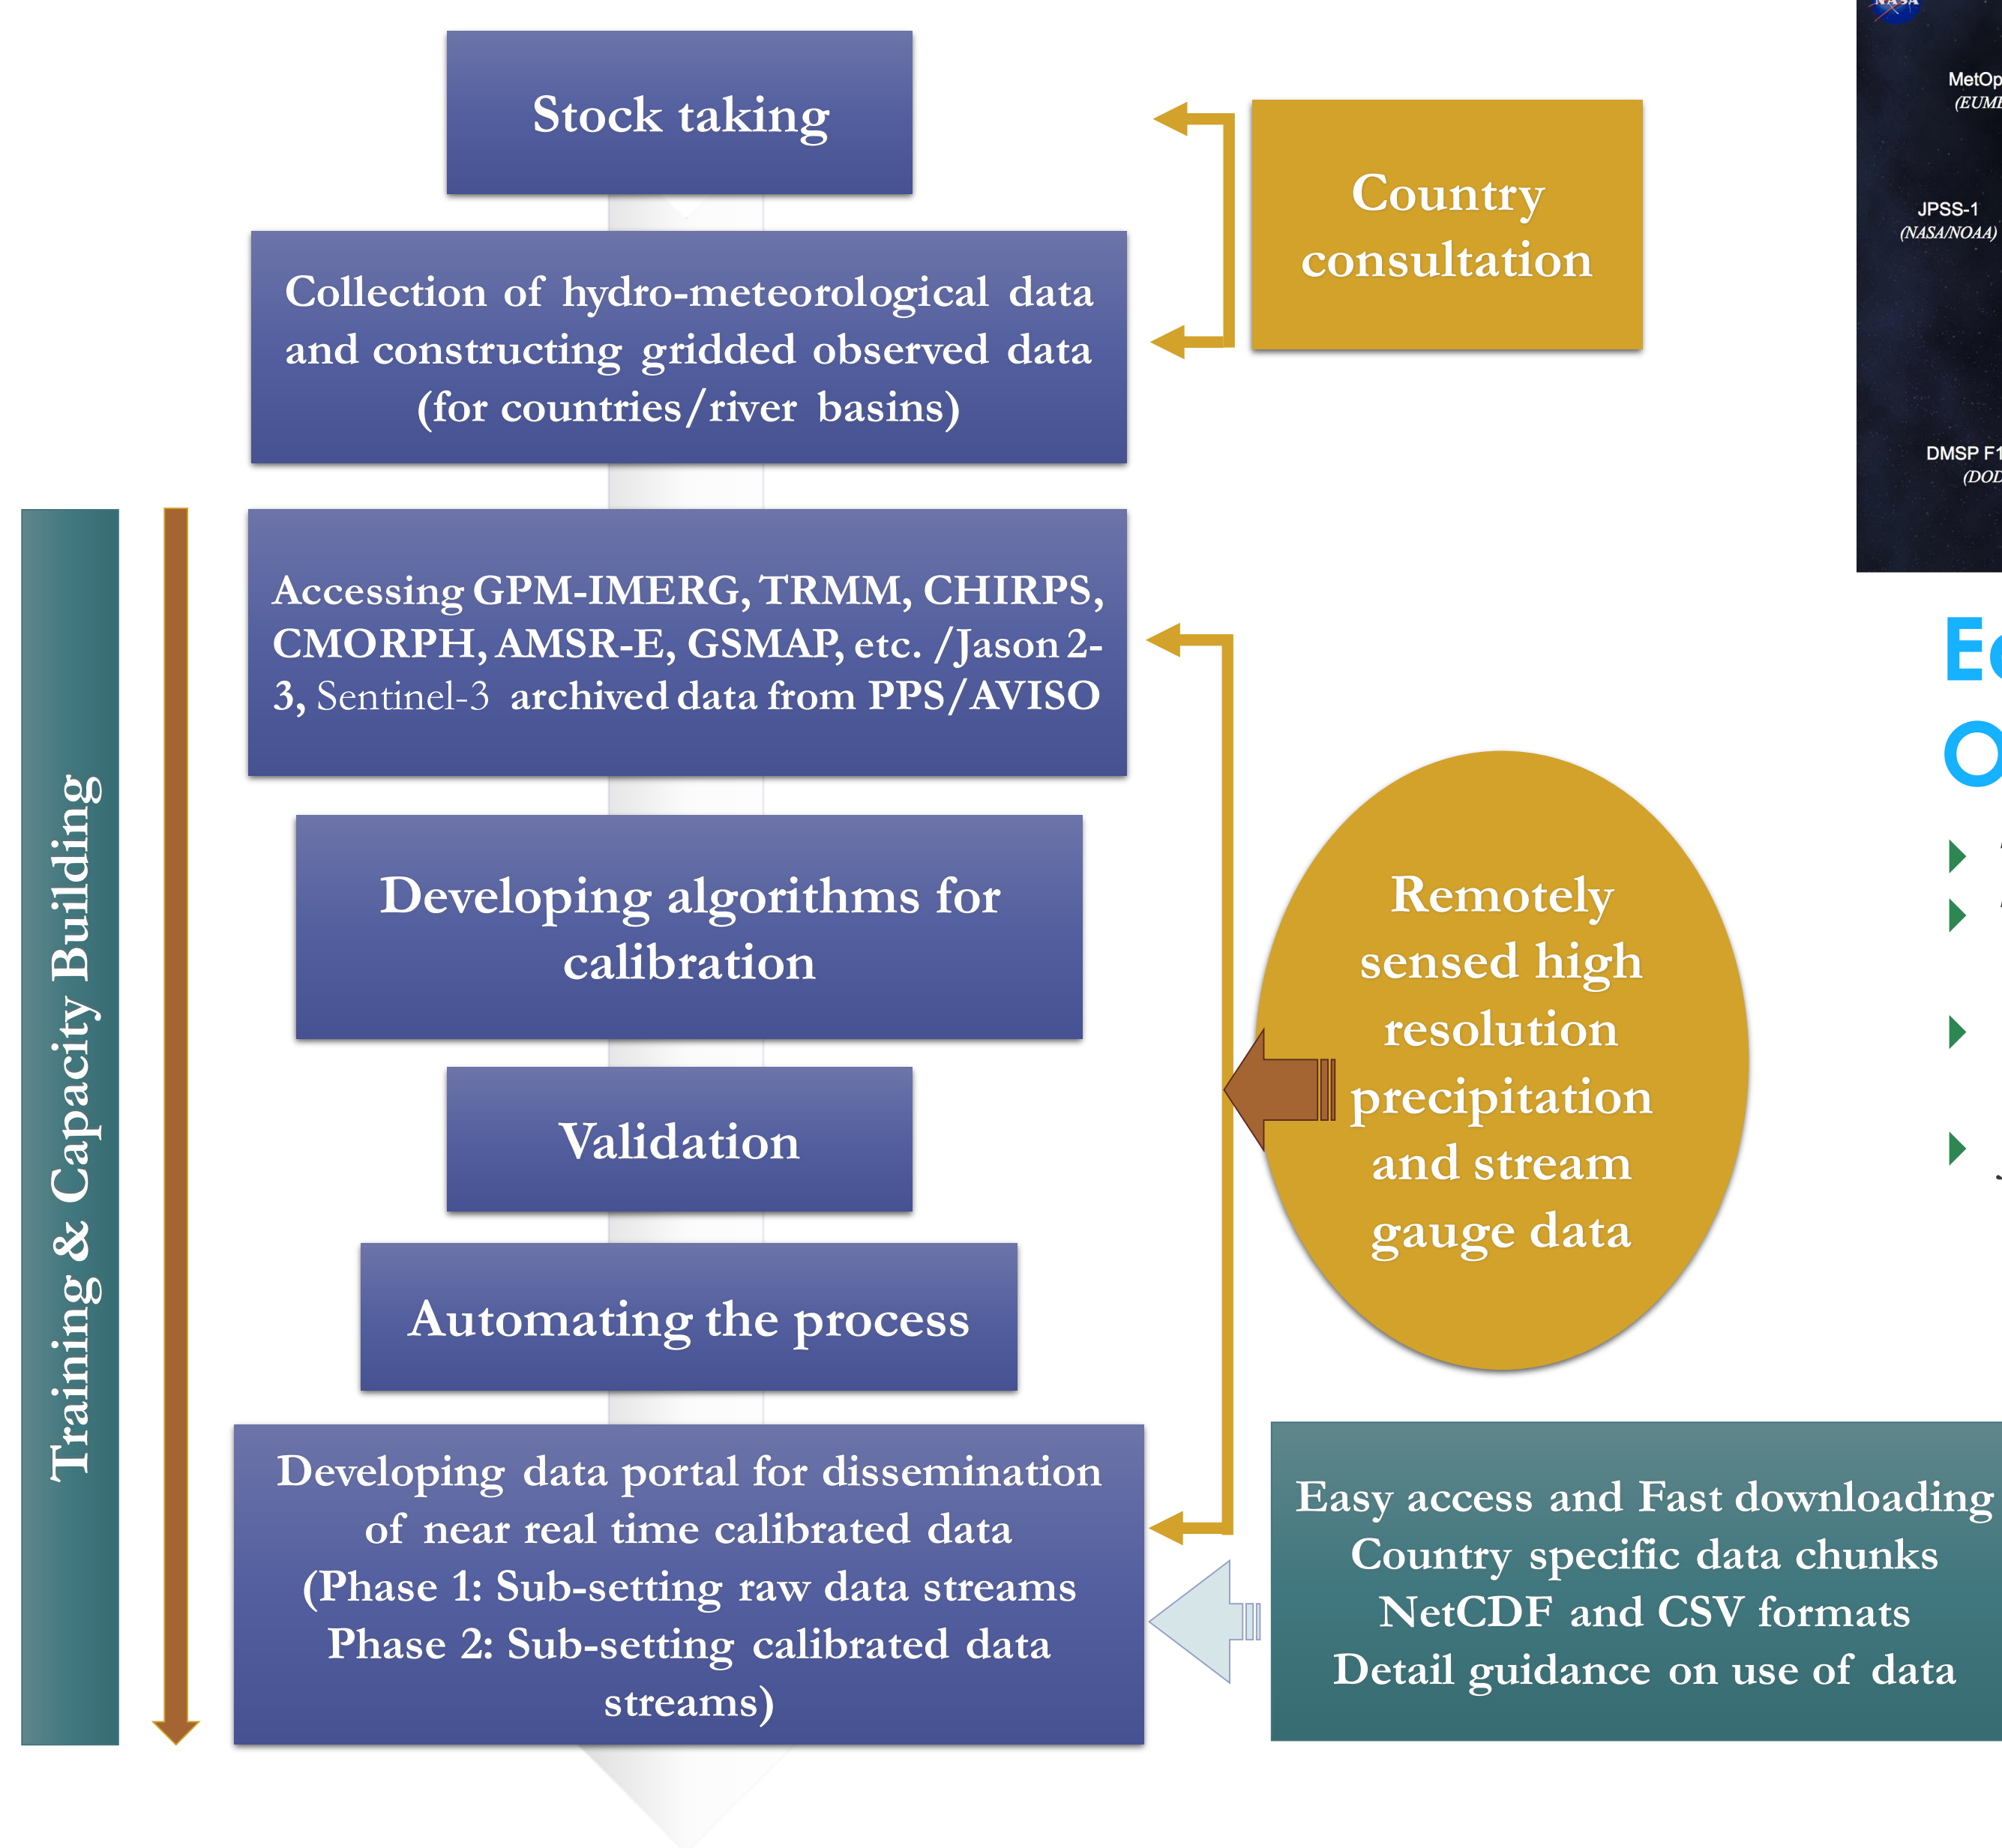 Stock taking
Collection of hydro-meteorological data
and constructing gridded observed data
(for countries/river basins)
Accessing GPM-IMERG, TRMM, CHIRPS,
CMORPH, AMSR-E, GSMAP, etc. /Jason 2-
3, Sentinel-3 archived data from PPS/AVISO
Developing algorithms for
calibration
Validation
Automating the process
Developing data portal for dissemination
of near real time calibrated data
(Phase 1: Sub-setting raw data streams
Phase 2: Sub-setting calibrated data
streams)
Training & Capacity Building
Country
consultation
Remotely
sensed high
resolution
precipitation
and stream
gauge data
Easy access and Fast downloading
Country specific data chunks
NetCDF and CSV formats
Detail guidance on use of data
NASA
MetOp
JPSS-1
(NASA/NOAA)
DMSP